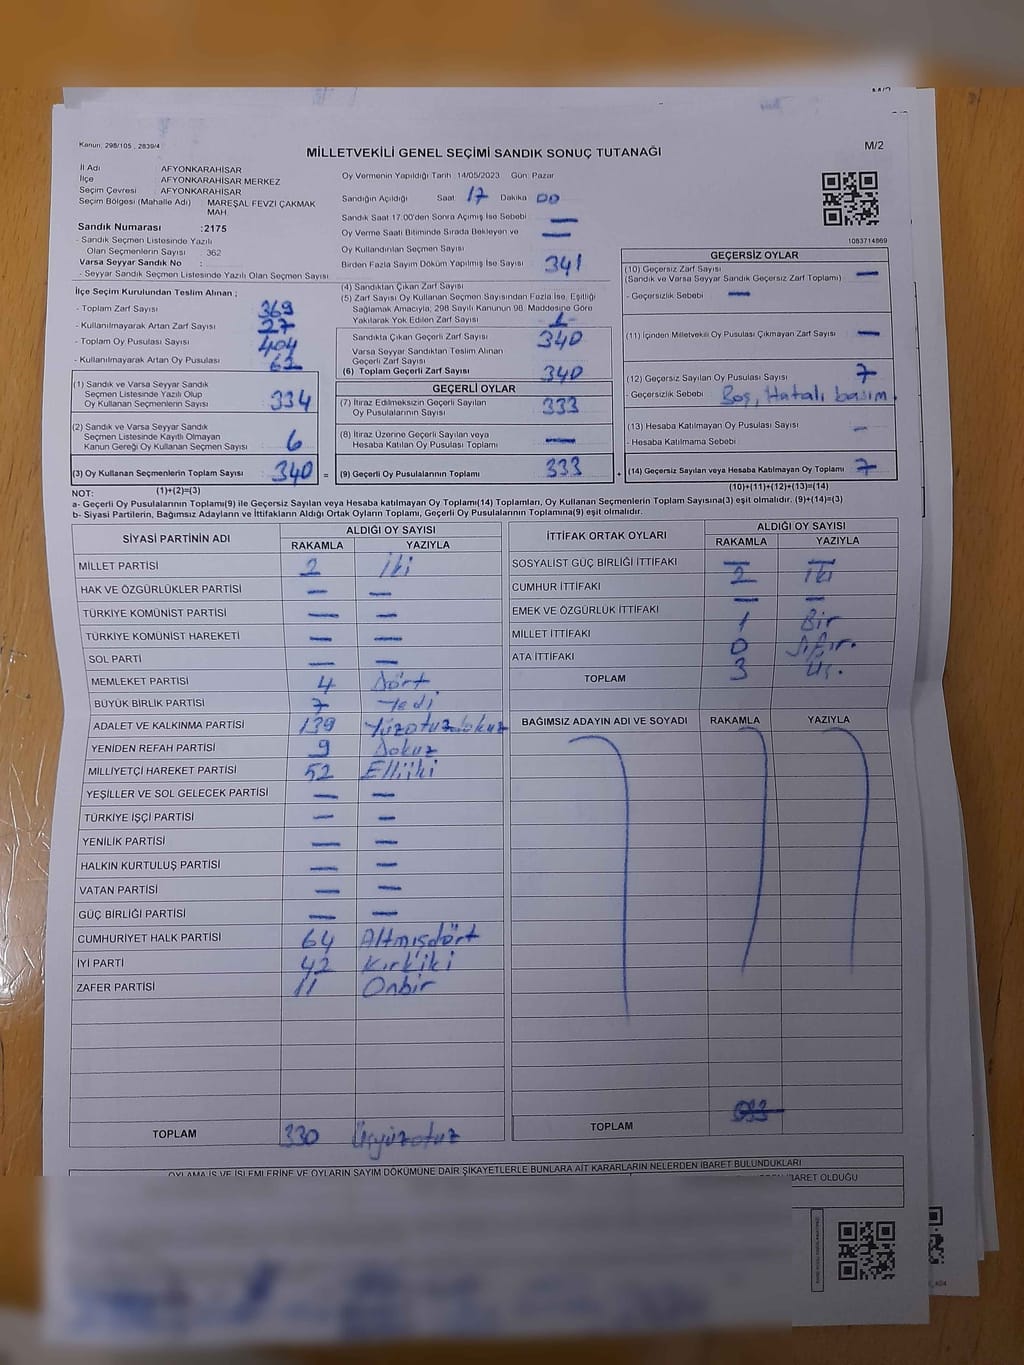 M/2
Kanun, 298/105 , 2839/4
MİLLETVEKİLİ GENEL SEÇİMİ SANDIK SONUÇ TUTANAĞI
M/2
İl Adı AFYONKARAHİSAR
İlçe AFYONKARAHİSAR MERKEZ
Seçim Çevresi AFYONKARAHİSAR
Seçim Bölgesi (Mahalle Adı) MAREŞAL FEVZİ ÇAKMAK
MAH.
Sandık Numarası :2175
- Sandık Seçmen Listesinde Yazılı
Olan Seçmenlerin Sayısı : 362
Varsa Seyyar Sandık No :
- Seyyar Sandık Seçmen Listesinde Yazılı Olan Seçmen Sayısı
İlçe Seçim Kurulundan Teslim Alınan ;
- Toplam Zarf Sayısı 369
- Kullanılmayarak Artan Zarf Sayısı 27
- Toplam Oy Pusulası Sayısı 404
- Kullanılmayarak Artan Oy Pusulası 62
(1) Sandık ve Varsa Seyyar Sandık
Seçmen Listesinde Yazılı Olup
Oy Kullanan Seçmenlerin Sayısı 334
(2) Sandık ve Varsa Seyyar Sandık
Seçmen Listesinde Kayıtlı Olmayan
Kanun Gereği Oy Kullanan Seçmen Sayısı 6
(3) Oy Kullanan Seçmenlerin Toplam Sayısı 340 =
Oy Vermenin Yapıldığı Tarih 14/05/2023 Gün: Pazar
Sandığın Açıldığı Saat 17 Dakika 00
Sandık Saat 17.00'den Sonra Açımış İse Sebebi —
Oy Verme Saati Bitiminde Sırada Bekleyen ve —
Oy Kullandırılan Seçmen Sayısı
Birden Fazla Sayım Döküm Yapılmış İse Sayısı 341
(4) Sandıktan Çıkan Zarf Sayısı
(5) Zarf Sayısı Oy Kullanan Seçmen Sayısından Fazla İse, Eşitliği
Sağlamak Amacıyla; 298 Sayılı Kanunun 98. Maddesine Göre
Yakılarak Yok Edilen Zarf Sayısı 1
Sandıkta Çıkan Geçerli Zarf Sayısı 340
Varsa Seyyar Sandıktan Teslim Alınan
Geçerli Zarf Sayısı
(6) Toplam Geçerli Zarf Sayısı 340
GEÇERLİ OYLAR
(7) İtiraz Edilmeksizin Geçerli Sayılan
Oy Pusulalarının Sayısı 333
(8) İtiraz Üzerine Geçerli Sayılan veya
Hesaba Katılan Oy Pusulası Toplamı —
(9) Geçerli Oy Pusulalarının Toplamı 333 +
1083714869
GEÇERSİZ OYLAR
(10) Geçersiz Zarf Sayısı —
(Sandık ve Varsa Seyyar Sandık Geçersiz Zarf Toplamı)
- Geçersizlik Sebebi —
(11) İçinden Milletvekili Oy Pusulası Çıkmayan Zarf Sayısı —
(12) Geçersiz Sayılan Oy Pusulası Sayısı 7
- Geçersizlik Sebebi Boş, Hatalı basım.
(13) Hesaba Katılmayan Oy Pusulası Sayısı –
- Hesaba Katılmama Sebebi
(14) Geçersiz Sayılan veya Hesaba Katılmayan Oy Toplamı 7
NOT: (1)+(2)=(3) (10)+(11)+(12)+(13)=(14)
a- Geçerli Oy Pusulalarının Toplamı(9) ile Geçersiz Sayılan veya Hesaba katılmayan Oy Toplamı(14) Toplamları, Oy Kullanan Seçmenlerin Toplam Sayısına(3) eşit olmalıdır. (9)+(14)=(3)
b- Siyasi Partilerin, Bağımsız Adayların ve İttifakların Aldığı Ortak Oyların Toplamı, Geçerli Oy Pusulalarının Toplamına(9) eşit olmalıdır.
SİYASİ PARTİNİN ADI ALDIĞI OY SAYISI
RAKAMLA YAZIYLA
MİLLET PARTİSİ 2 İki
HAK VE ÖZGÜRLÜKLER PARTİSİ — —
TÜRKİYE KOMÜNİST PARTİSİ — —
TÜRKİYE KOMÜNİST HAREKETİ — —
SOL PARTİ — —
MEMLEKET PARTİSİ 4 Dört
BÜYÜK BİRLİK PARTİSİ 7 Yedi
ADALET VE KALKINMA PARTİSİ 139 Yüzotuzdokuz
YENİDEN REFAH PARTİSİ 9 Dokuz
MİLLİYETÇİ HAREKET PARTİSİ 52 Elliiki
YEŞİLLER VE SOL GELECEK PARTİSİ — —
TÜRKİYE İŞÇİ PARTİSİ — —
YENİLİK PARTİSİ — —
HALKIN KURTULUŞ PARTİSİ — —
VATAN PARTİSİ — —
GÜÇ BİRLİĞİ PARTİSİ — —
CUMHURİYET HALK PARTİSİ 64 Altmışdört
İYİ PARTİ 42 Kırkiki
ZAFER PARTİSİ 11 Onbir
TOPLAM 330 Üçyüzotuz
İTTİFAK ORTAK OYLARI ALDIĞI OY SAYISI
RAKAMLA YAZIYLA
SOSYALİST GÜÇ BİRLİĞİ İTTİFAKI — —
CUMHUR İTTİFAKI 2 İki
EMEK VE ÖZGÜRLÜK İTTİFAKI — —
MİLLET İTTİFAKI 1 Bir
ATA İTTİFAKI 0 Sıfır.
TOPLAM 3 Üç.
BAĞIMSIZ ADAYIN ADI VE SOYADI RAKAMLA YAZIYLA
TOPLAM
OYLAMA İŞ VE İŞLEMLERİNE VE OYLARIN SAYIM DÖKÜMÜNE DAİR ŞİKAYETLERLE BUNLARA AİT KARARLARIN NELERDEN İBARET BULUNDUKLARI
İBARET OLDUĞU